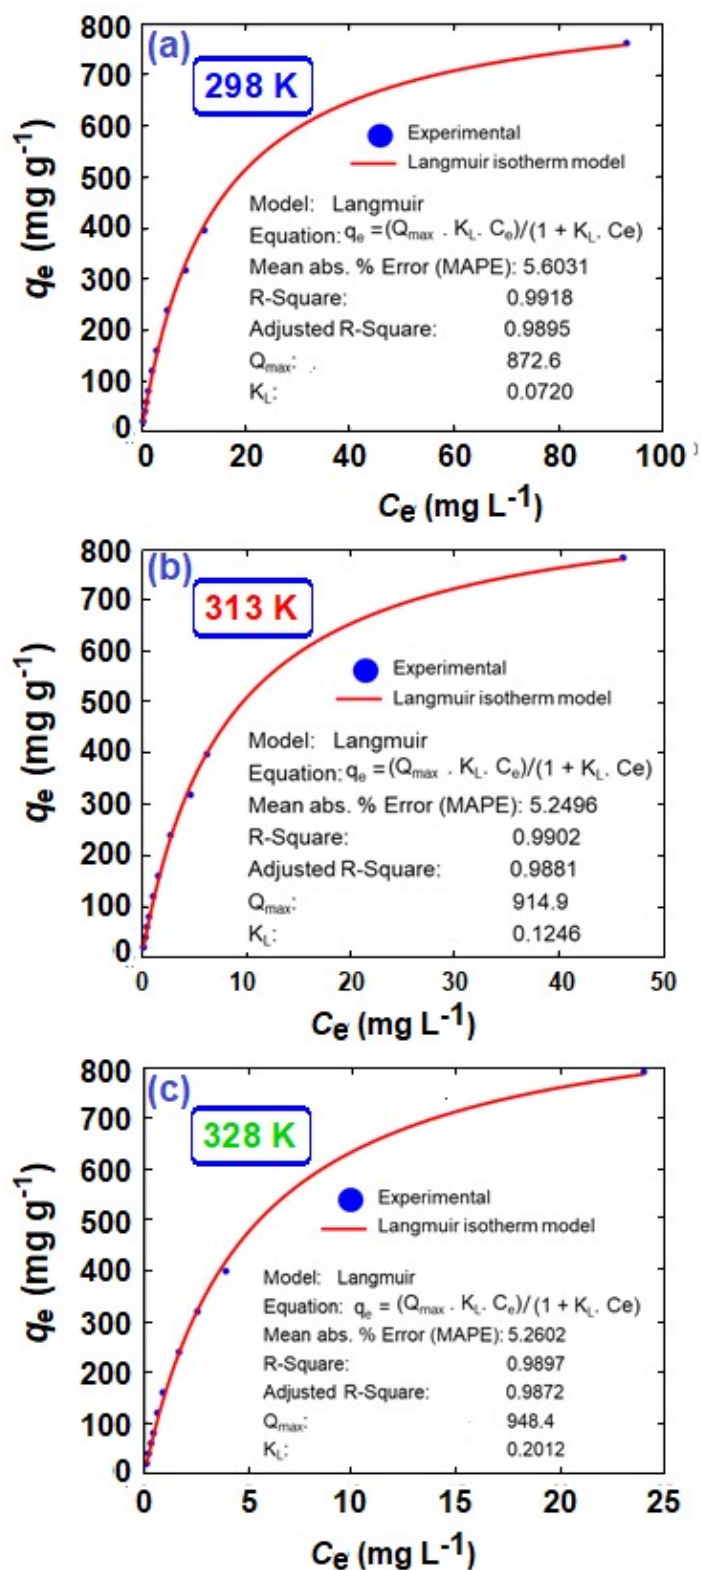 (a)
298 K
800
700
600
500
400
300
200
100
0
qe (mg g-1)
Experimental
Langmuir isotherm model
Model: Langmuir
Equation: qe =(Qmax . KL. Ce)/(1 + KL. Ce)
Mean abs. % Error (MAPE): 5.6031
R-Square: 0.9918
Adjusted R-Square: 0.9895
Qmax: 872.6
KL: 0.0720
0 20 40 60 80 100
Ce (mg L-1)
(b)
313 K
800
700
600
500
400
300
200
100
0
qe (mg g-1)
Experimental
Langmuir isotherm model
Model: Langmuir
Equation: qe =(Qmax . KL. Ce)/(1 + KL. Ce)
Mean abs. % Error (MAPE): 5.2496
R-Square: 0.9902
Adjusted R-Square: 0.9881
Qmax: 914.9
KL: 0.1246
0 10 20 30 40 50
Ce (mg L-1)
(c)
328 K
800
700
600
500
400
300
200
100
0
qe (mg g-1)
Experimental
Langmuir isotherm model
Model: Langmuir
Equation: qe = (Qmax . KL. Ce)/(1 + KL. Ce)
Mean abs. % Error (MAPE): 5.2602
R-Square: 0.9897
Adjusted R-Square: 0.9872
Qmax: 948.4
KL: 0.2012
0 5 10 15 20 25
Ce (mg L-1)